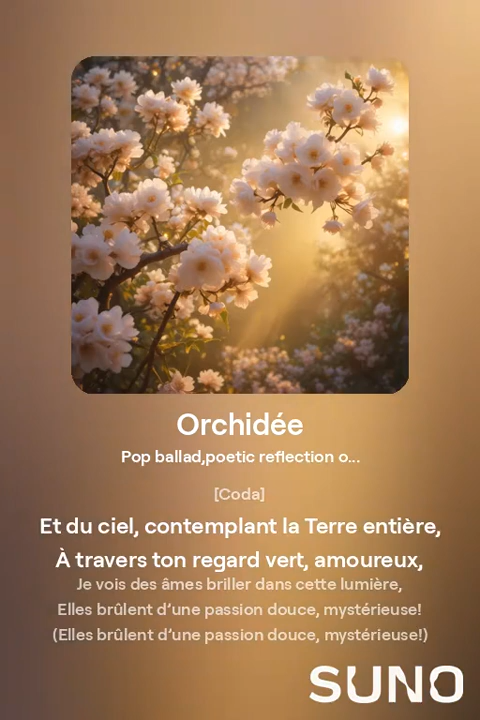 Orchidée
Pop ballad,poetic reflection o...
[Coda]
Et du ciel, contemplant la Terre entière,
À travers ton regard vert, amoureux,
Je vois des âmes briller dans cette lumière,
Elles brûlent d’une passion douce, mystérieuse!
(Elles brûlent d’une passion douce, mystérieuse!)
SUNO